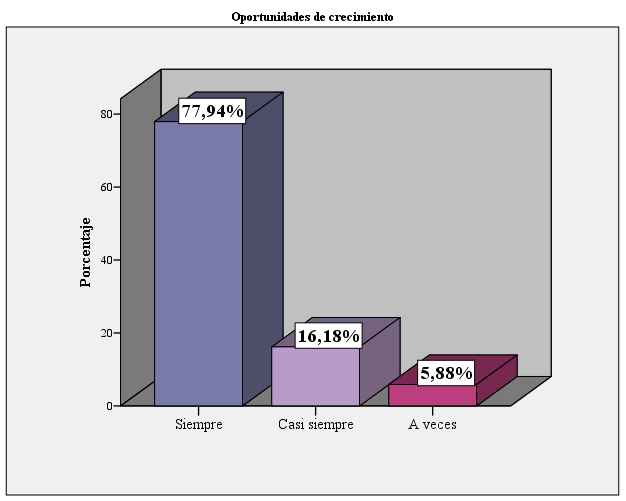 Oportunidades de crecimiento
Porcentaje
80
60
40
20
0
77,94%
16,18%
5,88%
Siempre
Casi siempre
A veces